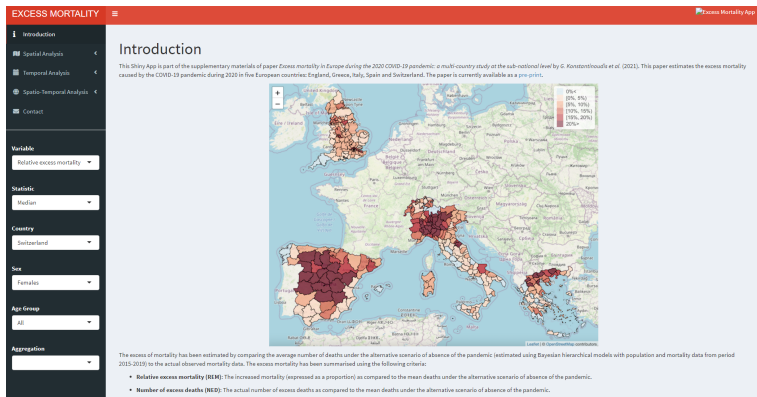 EXCESS MORTALITY
Excess Mortality App
Introduction
Spatial Analysis
Temporal Analysis
Spatio-Temporal Analysis
Contact
Variable
Relative excess mortality
Statistic
Median
Country
Switzerland
Sex
Females
Age Group
All
Aggregation
Introduction
This Shiny App is part of the supplementary materials of paper Excess mortality in Europe during the 2020 COVID-19 pandemic: a multi-country study at the sub-national level by G. Konstantinoudis et al. (2021). This paper estimates the excess mortality
caused by the COVID-19 pandemic during 2020 in five European countries: England, Greece, Italy, Spain and Switzerland. The paper is currently available as a pre-print.
+
−
0%<
(0%, 5%)
(5%, 10%)
(10%, 15%)
(15%, 20%)
20%>
Hamburg
Deutschland
France
Magyarország
Leaflet | © OpenStreetMap contributors
The excess of mortality has been estimated by comparing the average number of deaths under the alternative scenario of absence of the pandemic (estimated using Bayesian hierarchical models with population and mortality data from period
2015-2019) to the actual observed mortality data. The excess mortality has been summarised using the following criteria:
• Relative excess mortality (REM): The increased mortality (expressed as a proportion) as compared to the mean deaths under the alternative scenario of absence of the pandemic.
• Number of excess deaths (NED): The actual number of excess deaths as compared to the mean deaths under the alternative scenario of absence of the pandemic.